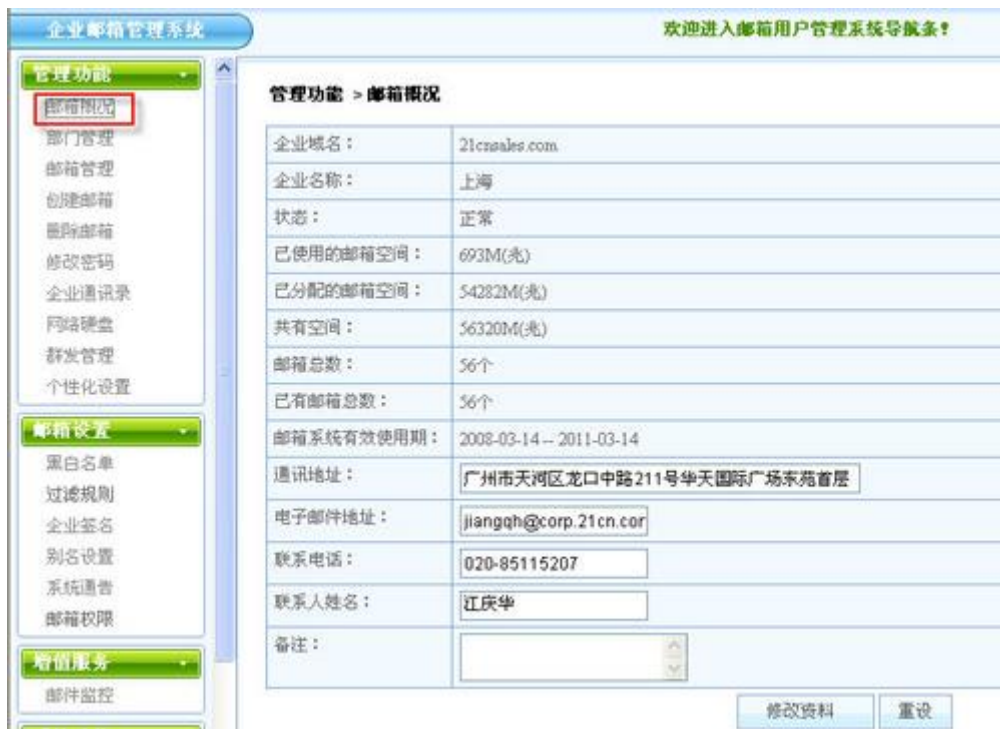 企业邮箱管理系统
欢迎进入邮箱用户管理系统导航条!
管理功能
邮箱概况
部门管理
邮箱管理
创建邮箱
删除邮箱
修改密码
企业通讯录
网络硬盘
群发管理
个性化设置
邮箱设置
黑白名单
过滤规则
企业签名
别名设置
系统通告
邮箱权限
增值服务
邮件监控
管理功能 > 邮箱概况
企业域名: 21cnsales.com
企业名称: 上海
状态: 正常
已使用的邮箱空间: 693M(兆)
已分配的邮箱空间: 54282M(兆)
共有空间: 56320M(兆)
邮箱总数: 56个
已有邮箱总数: 56个
邮箱系统有效使用期: 2008-03-14 -- 2011-03-14
通讯地址: 广州市天河区龙口中路211号华天国际广场东苑首层
电子邮件地址: jiangqh@corp.21cn.cor
联系电话: 020-85115207
联系人姓名: 江庆华
备注:
修改资料 重设